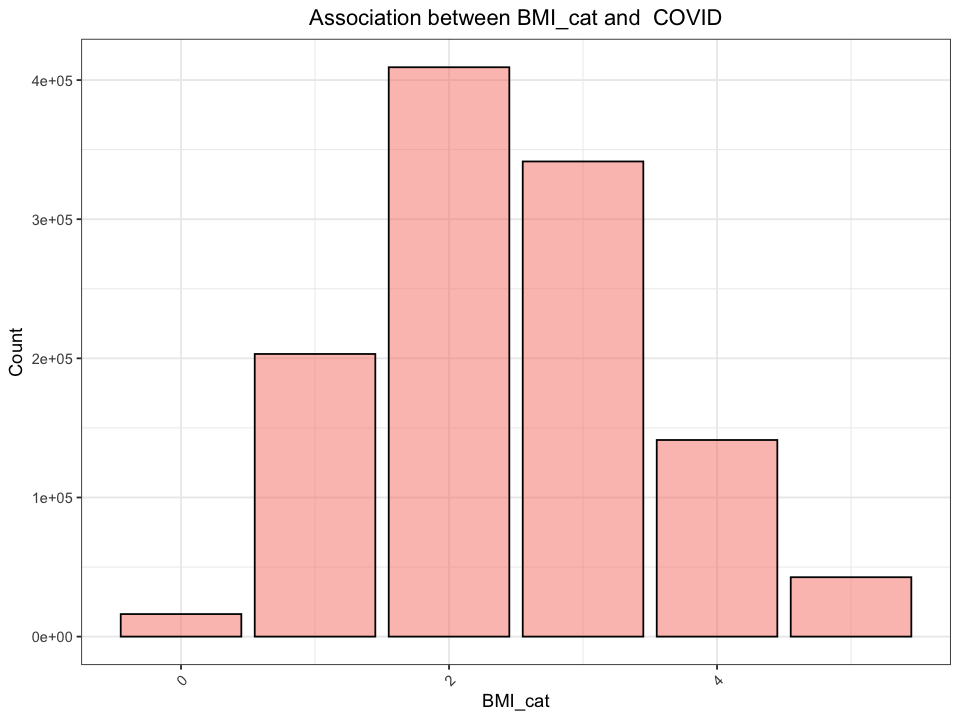 Association between BMI_cat and  COVID
Count
4e+05
3e+05
2e+05
1e+05
0e+00
0
2
4
BMI_cat